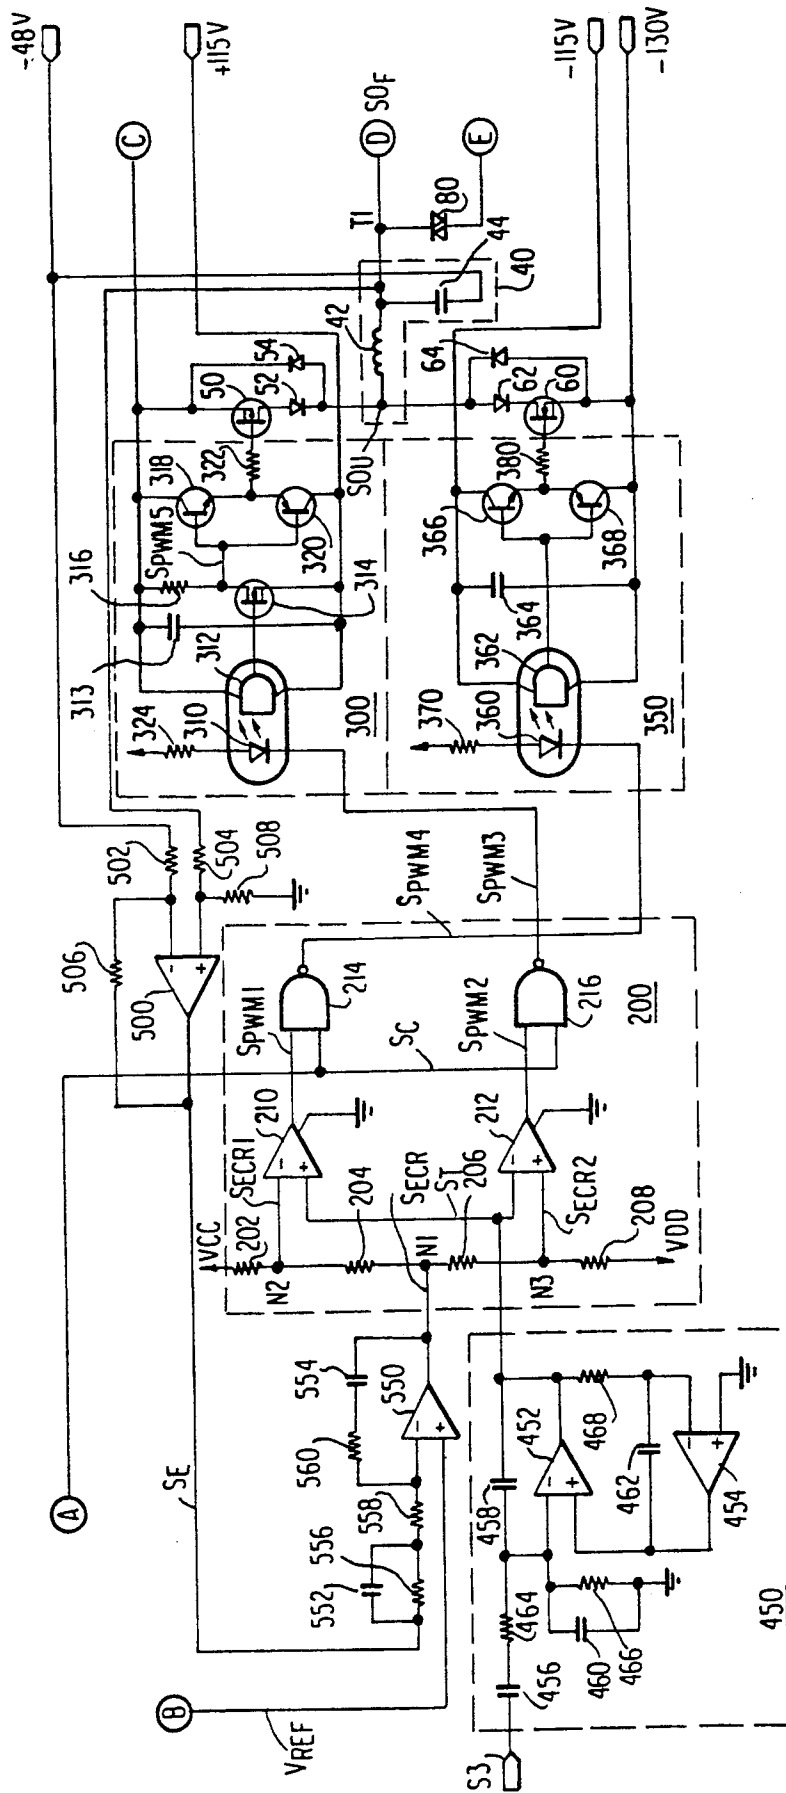 -48V
+115V
C
D
SOF
E
-115V
-130V
T1
80
44
40
42
SOU
54
52
50
64
62
60
318
322
320
SPWM5
316
314
313
312
324
310
300
366
380
368
364
362
370
360
350
502
504
508
506
500
SPWM4
SPWM3
A
SC
SPWM1
214
SPWM2
216
200
210
212
SECR1
SECR
ST
206
204
SECR2
VCC
202
N2
N1
N3
208
VDD
SE
554
560
550
558
556
552
B
VREF
452
468
458
462
454
464
456
460
466
450
S3